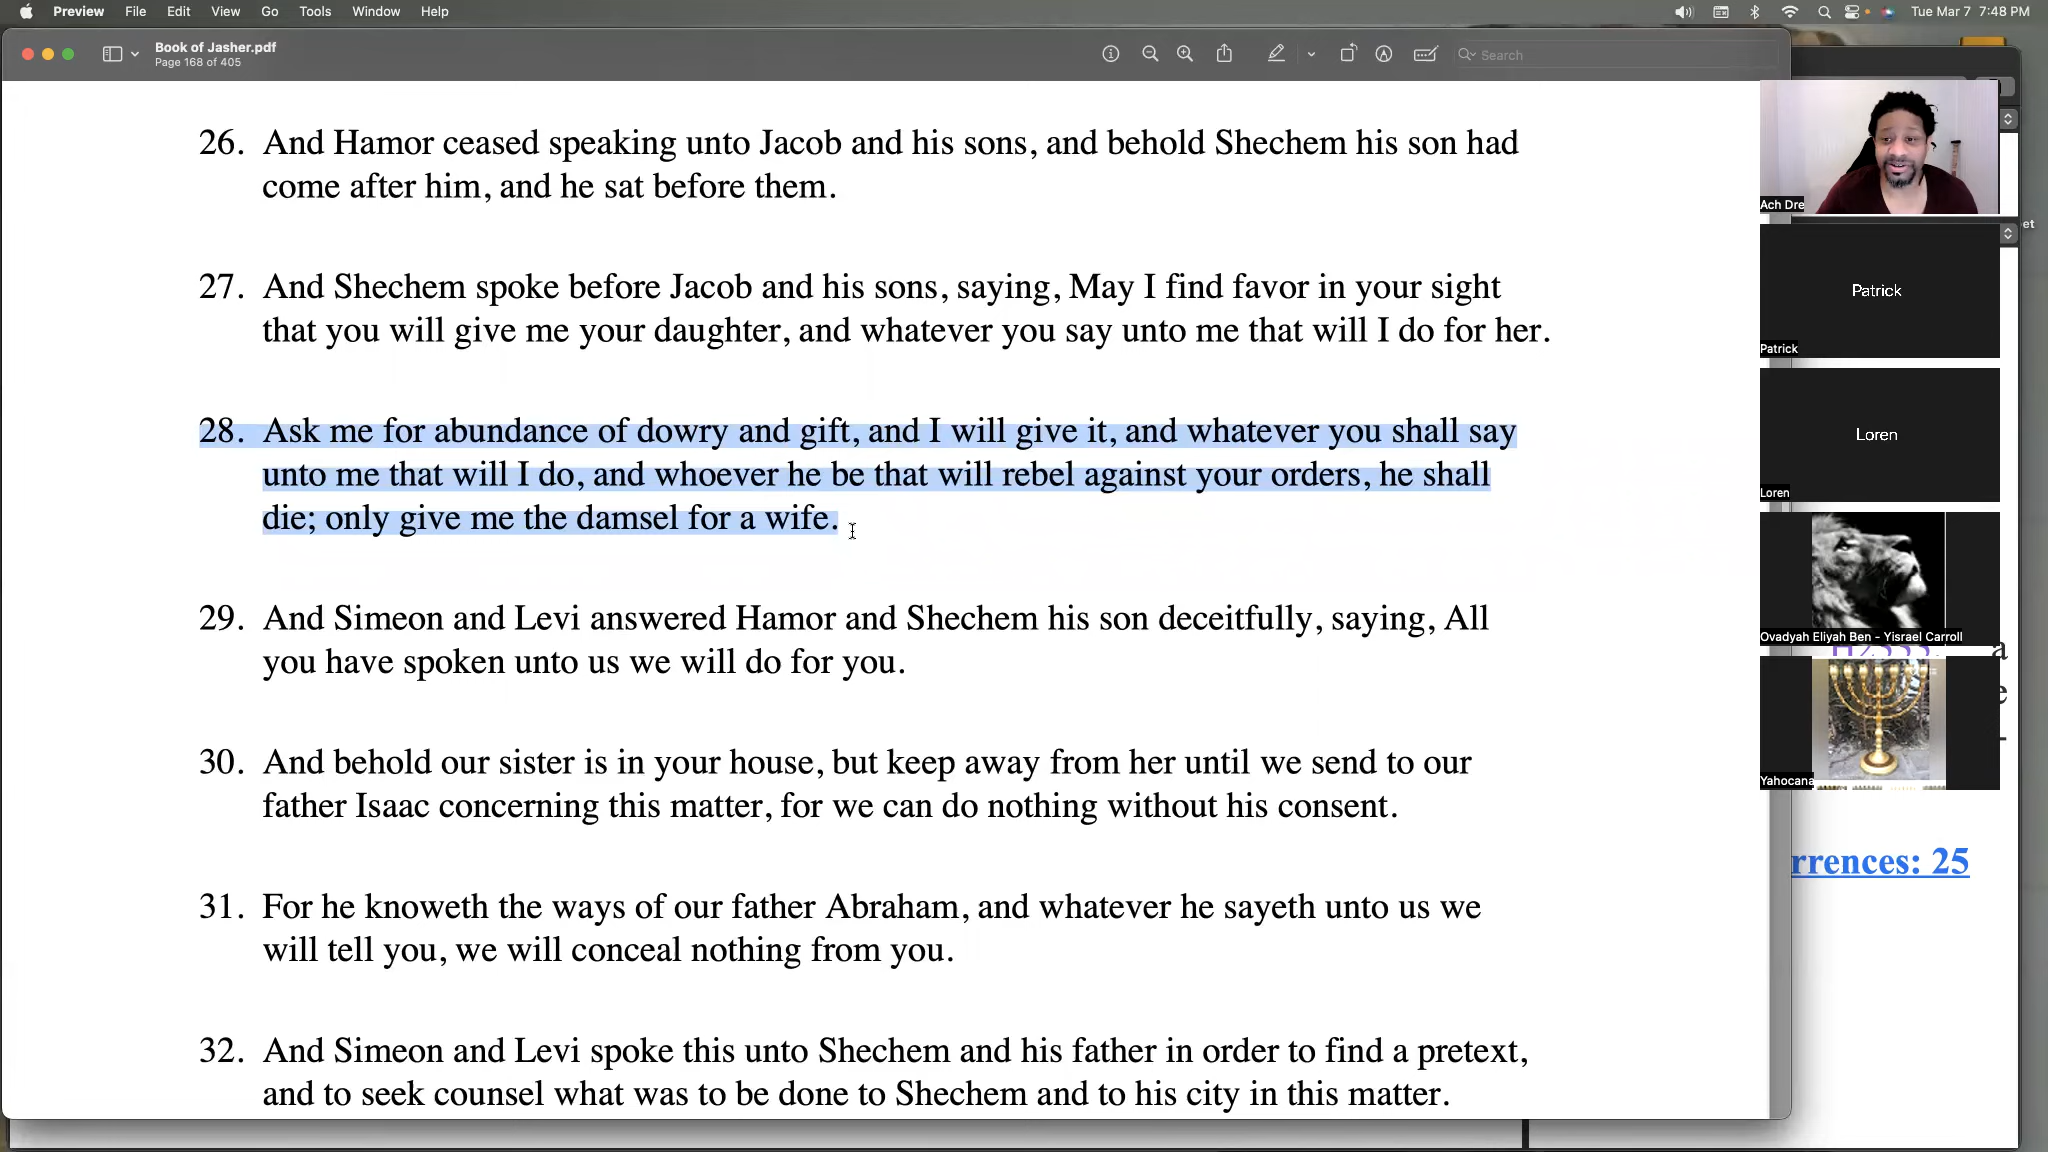 Preview File Edit View Go Tools Window Help
Tue Mar 7 7:48 PM
Book of Jasher.pdf
Page 168 of 405
Search
26. And Hamor ceased speaking unto Jacob and his sons, and behold Shechem his son had
come after him, and he sat before them.
27. And Shechem spoke before Jacob and his sons, saying, May I find favor in your sight
that you will give me your daughter, and whatever you say unto me that will I do for her.
28. Ask me for abundance of dowry and gift, and I will give it, and whatever you shall say
unto me that will I do, and whoever he be that will rebel against your orders, he shall
die; only give me the damsel for a wife.
29. And Simeon and Levi answered Hamor and Shechem his son deceitfully, saying, All
you have spoken unto us we will do for you.
30. And behold our sister is in your house, but keep away from her until we send to our
father Isaac concerning this matter, for we can do nothing without his consent.
31. For he knoweth the ways of our father Abraham, and whatever he sayeth unto us we
will tell you, we will conceal nothing from you.
32. And Simeon and Levi spoke this unto Shechem and his father in order to find a pretext,
and to seek counsel what was to be done to Shechem and to his city in this matter.
Ach Dre
et
Patrick
Patrick
Loren
Loren
Ovadyah Eliyah Ben - Yisrael Carroll
a
e
-
Yahocana
rrences: 25